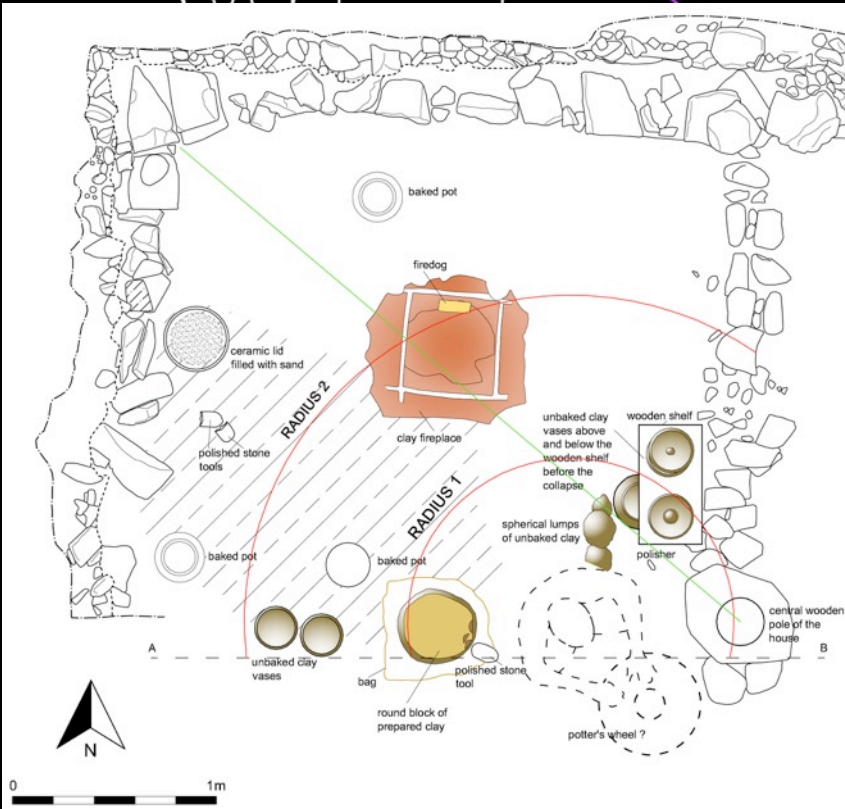 baked pot
firedog
ceramic lid
filled with sand
RADIUS 2
polished stone
tools
clay fireplace
unbaked clay
vases above
and below the
wooden shelf
before the
collapse
wooden shelf
RADIUS 1
spherical lumps
of unbaked clay
polisher
baked pot
baked pot
central wooden
pole of the
house
A
B
unbaked clay
vases
bag
polished stone
tool
round block of
prepared clay
potter's wheel ?
N
0
1m